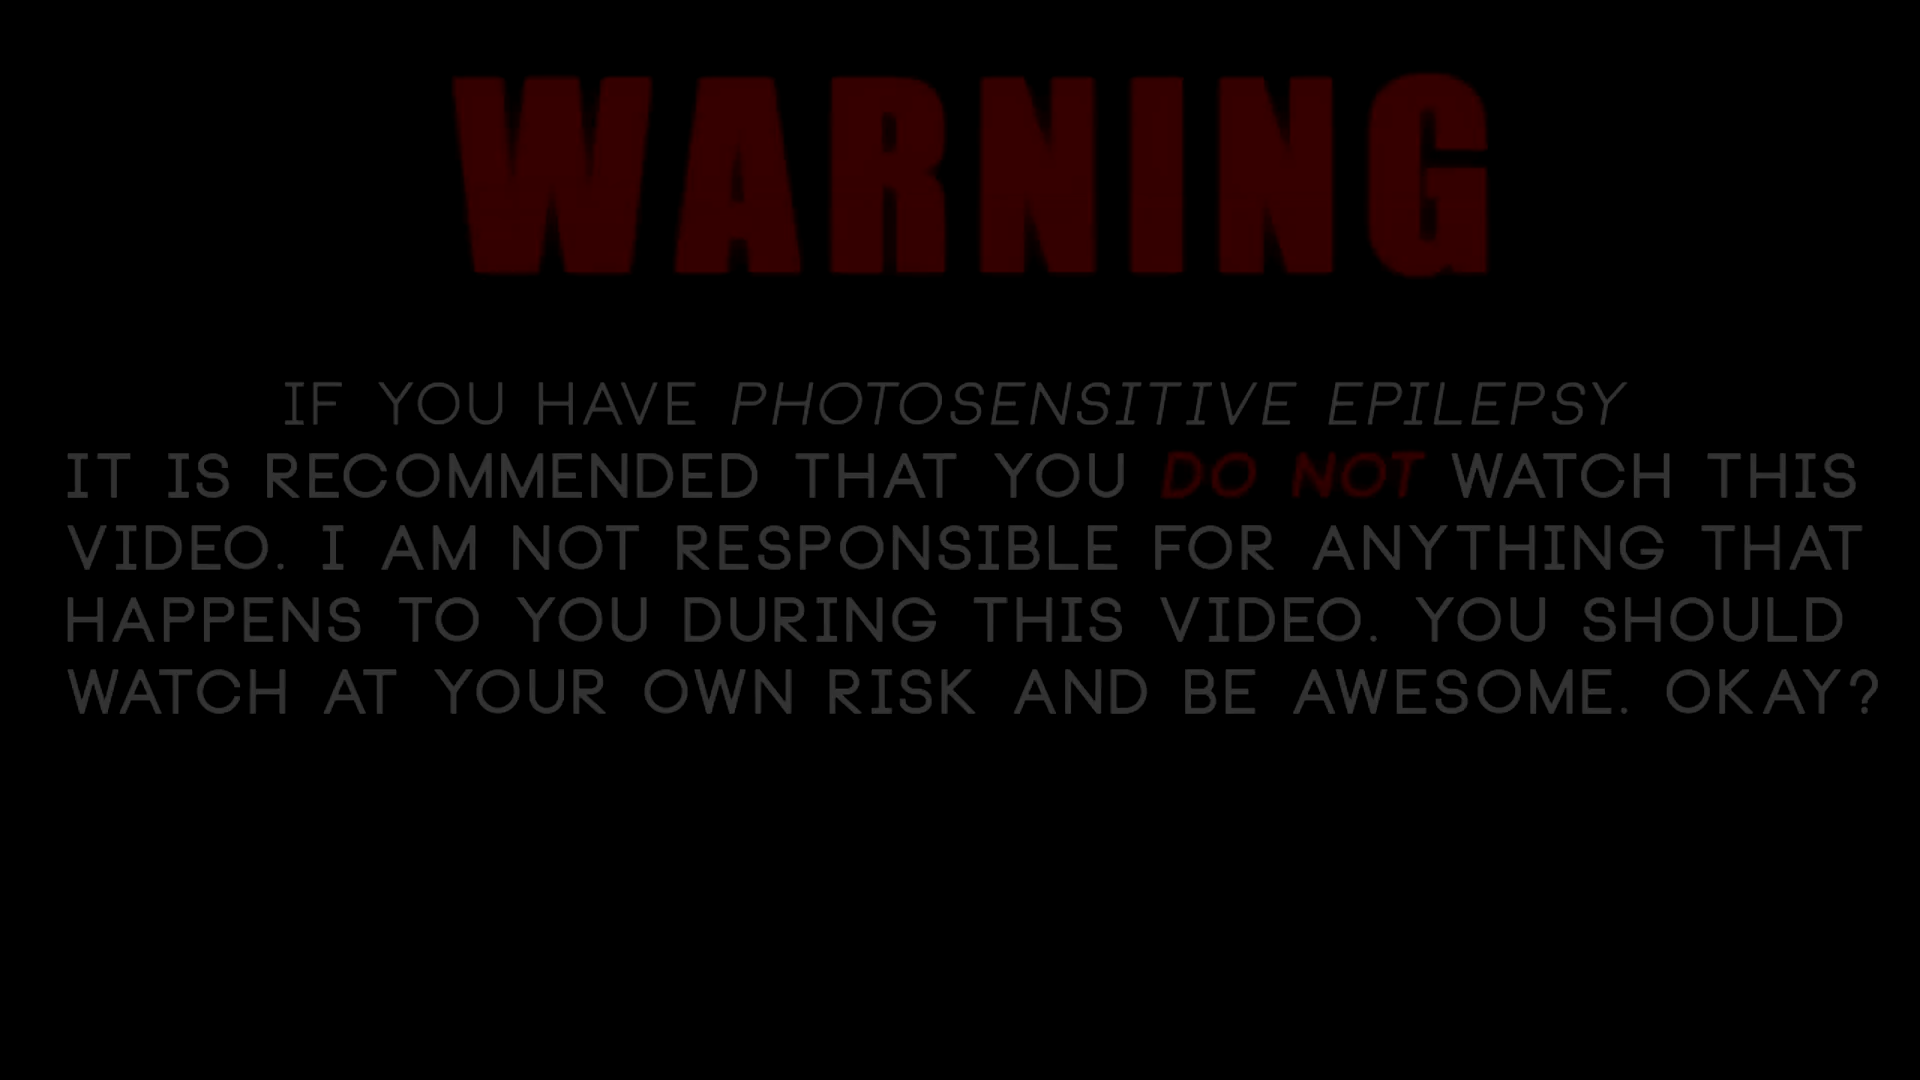 WARNING
IF YOU HAVE PHOTOSENSITIVE EPILEPSY
IT IS RECOMMENDED THAT YOU DO NOT WATCH THIS
VIDEO. I AM NOT RESPONSIBLE FOR ANYTHING THAT
HAPPENS TO YOU DURING THIS VIDEO. YOU SHOULD
WATCH AT YOUR OWN RISK AND BE AWESOME. OKAY?